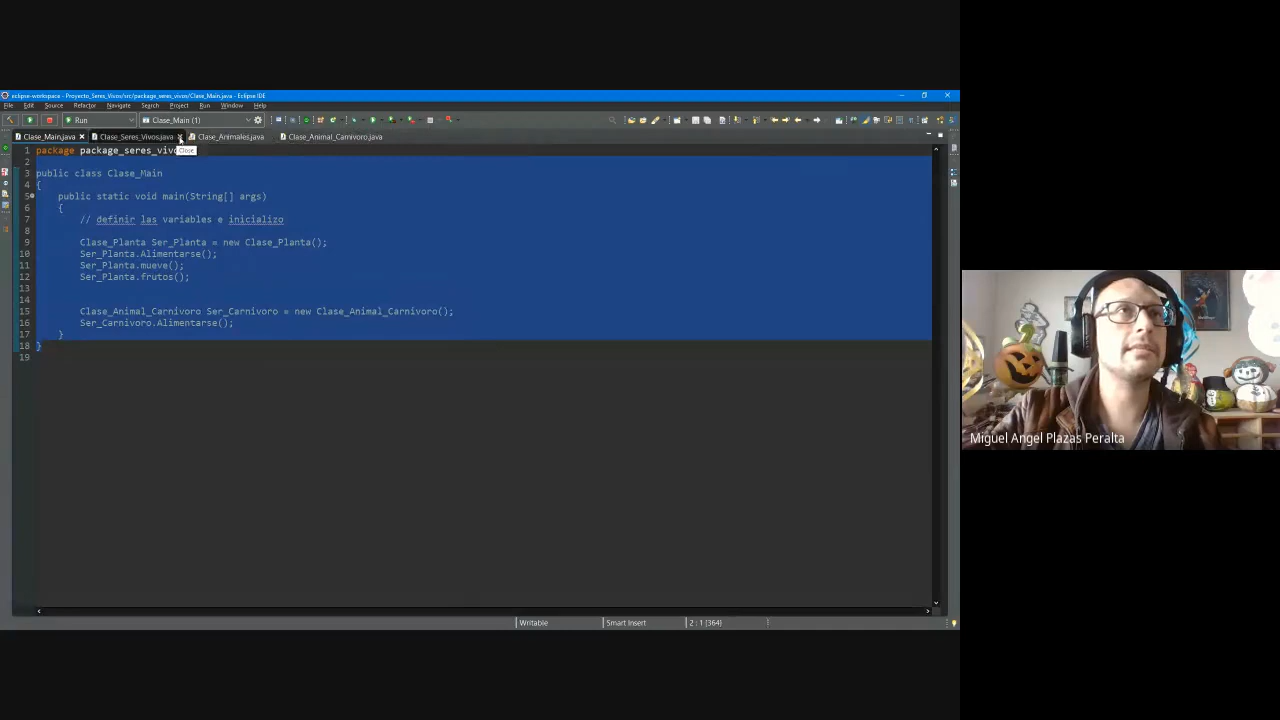 eclipse-workspace - Proyecto_Seres_Vivos/src/package_seres_vivos/Clase_Main.java - Eclipse IDE
File Edit Source Refactor Navigate Search Project Run Window Help
Run Clase_Main (1)
Clase_Main.java Clase_Seres_Vivos.java Clase_Animales.java Clase_Animal_Carnivoro.java
Close
1 package package_seres_viv
2
3 public class Clase_Main
4 {
5 public static void main(String[] args)
6 {
7 // definir las variables e inicializo
8
9 Clase_Planta Ser_Planta = new Clase_Planta();
10 Ser_Planta.Alimentarse();
11 Ser_Planta.mueve();
12 Ser_Planta.frutos();
13
14
15 Clase_Animal_Carnivoro Ser_Carnivoro = new Clase_Animal_Carnivoro();
16 Ser_Carnivoro.Alimentarse();
17 }
18 }
19
Writable Smart Insert 2 : 1 [364]
Miguel Angel Plazas Peralta